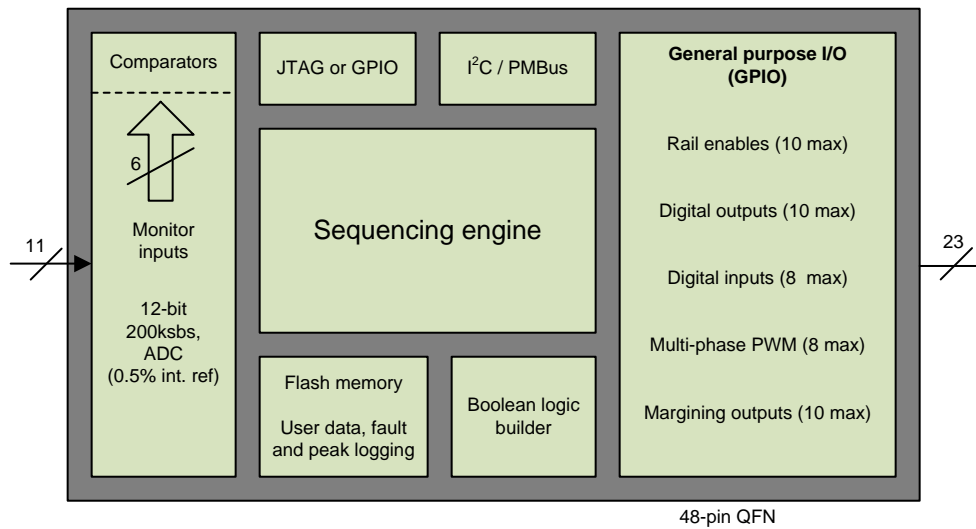 Comparators
6
Monitor
inputs
12-bit
200ksbs,
ADC
(0.5% int. ref)
11
JTAG or GPIO
I²C / PMBus
Sequencing engine
Flash memory
User data, fault
and peak logging
Boolean logic
builder
General purpose I/O
(GPIO)
Rail enables (10 max)
Digital outputs (10 max)
Digital inputs (8 max)
Multi-phase PWM (8 max)
Margining outputs (10 max)
23
48-pin QFN